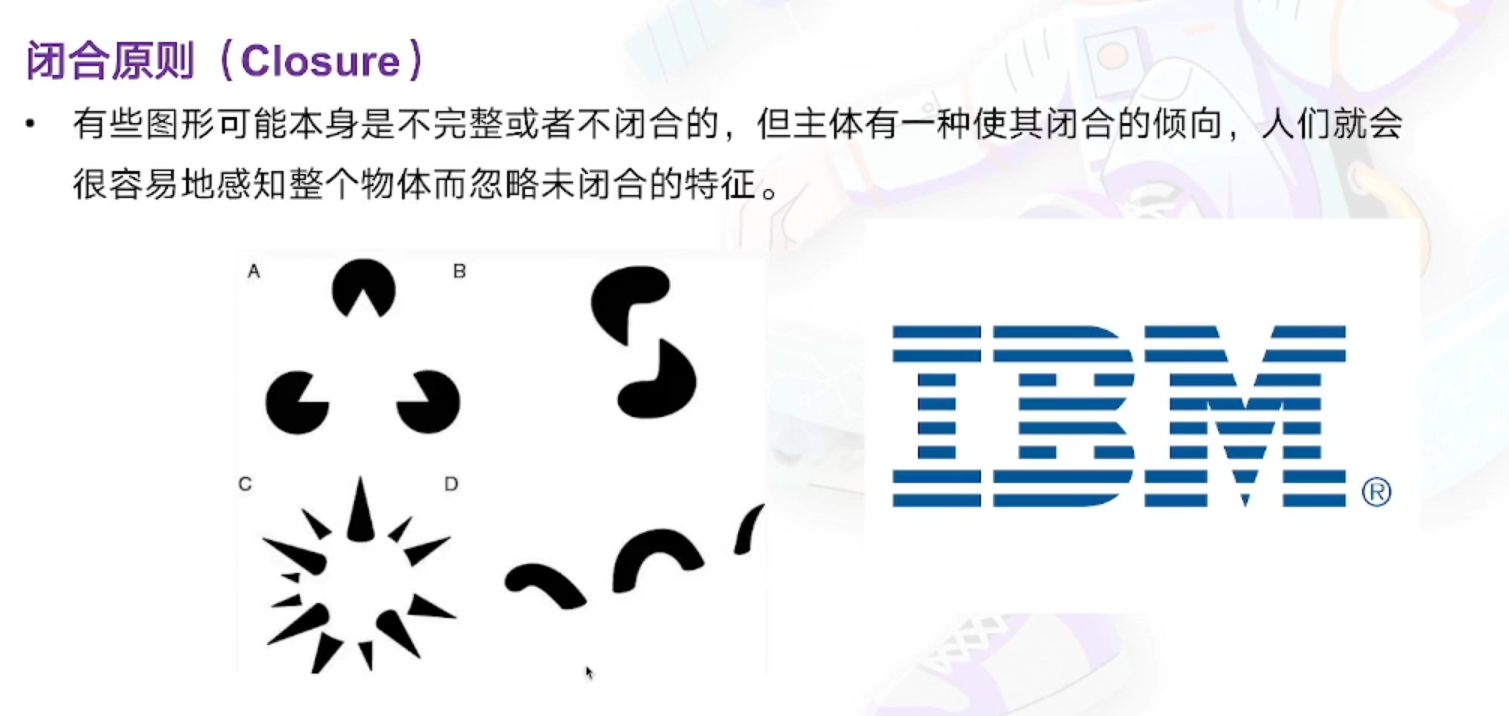 闭合原则（Closure）
• 有些图形可能本身是不完整或者不闭合的，但主体有一种使其闭合的倾向，人们就会
很容易地感知整个物体而忽略未闭合的特征。
A B
IBM®
C D